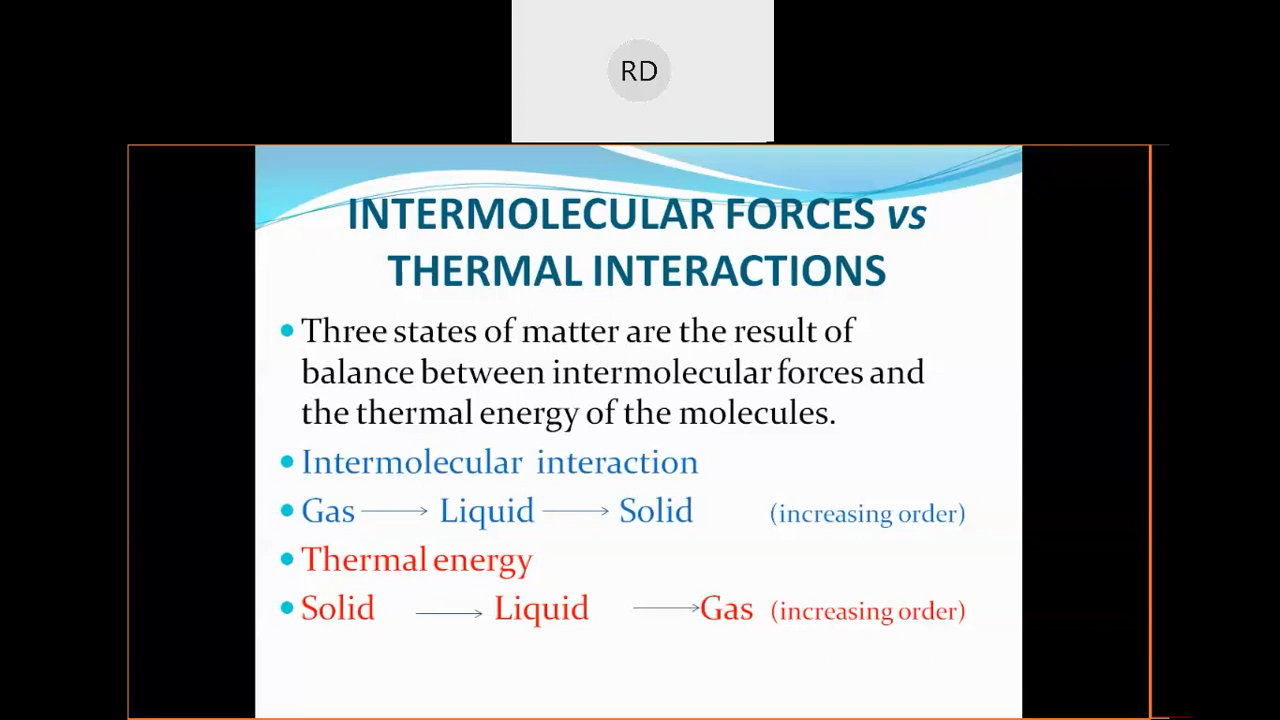 RD
INTERMOLECULAR FORCES vs
THERMAL INTERACTIONS
• Three states of matter are the result of
balance between intermolecular forces and
the thermal energy of the molecules.
• Intermolecular interaction
• Gas → Liquid → Solid (increasing order)
• Thermal energy
• Solid → Liquid → Gas (increasing order)